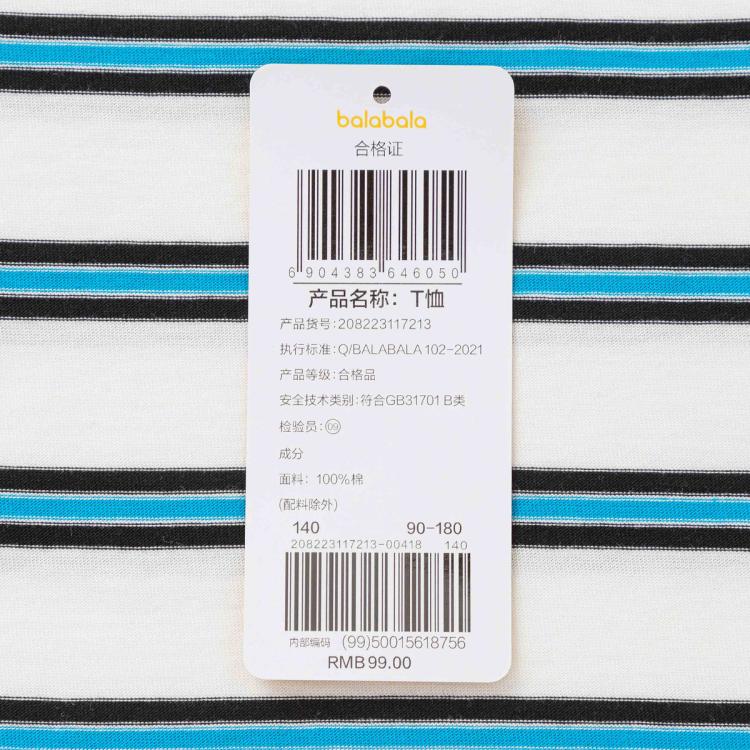 balabala
合格证
6 904383 646050
产品名称：T恤
产品货号:208223117213
执行标准:Q/BALABALA 102-2021
产品等级:合格品
安全技术类别:符合GB31701 B类
检验员:09
成分
面料：100%棉
(配料除外)
140 90-180
208223117213-00418 140
内部编码 (99)50015618756
RMB 99.00